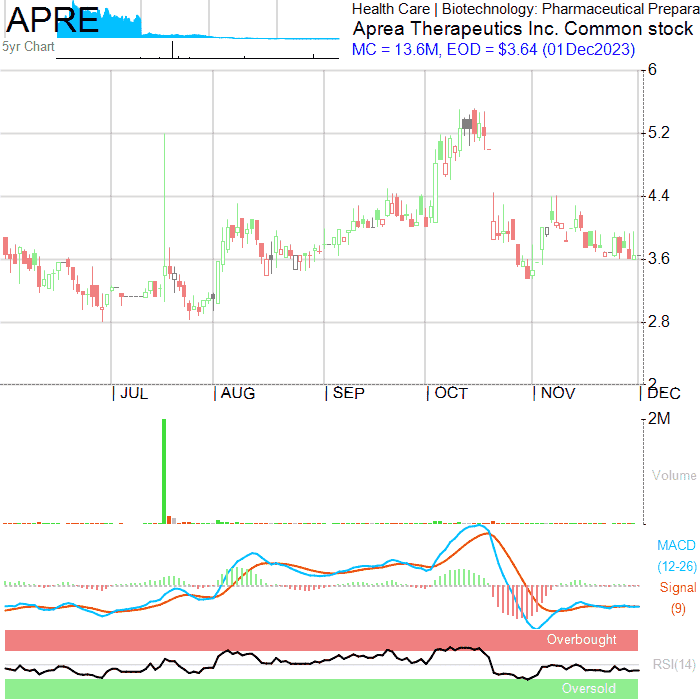 APRE
5yr Chart
Health Care | Biotechnology: Pharmaceutical Prepara
Aprea Therapeutics Inc. Common stock
MC = 13.6M, EOD = $3.64 (01Dec2023)
6
5.2
4.4
3.6
2.8
2
JUL AUG SEP OCT NOV DEC
2M
Volume
MACD
(12-26)
Signal
(9)
Overbought
RSI(14)
Oversold